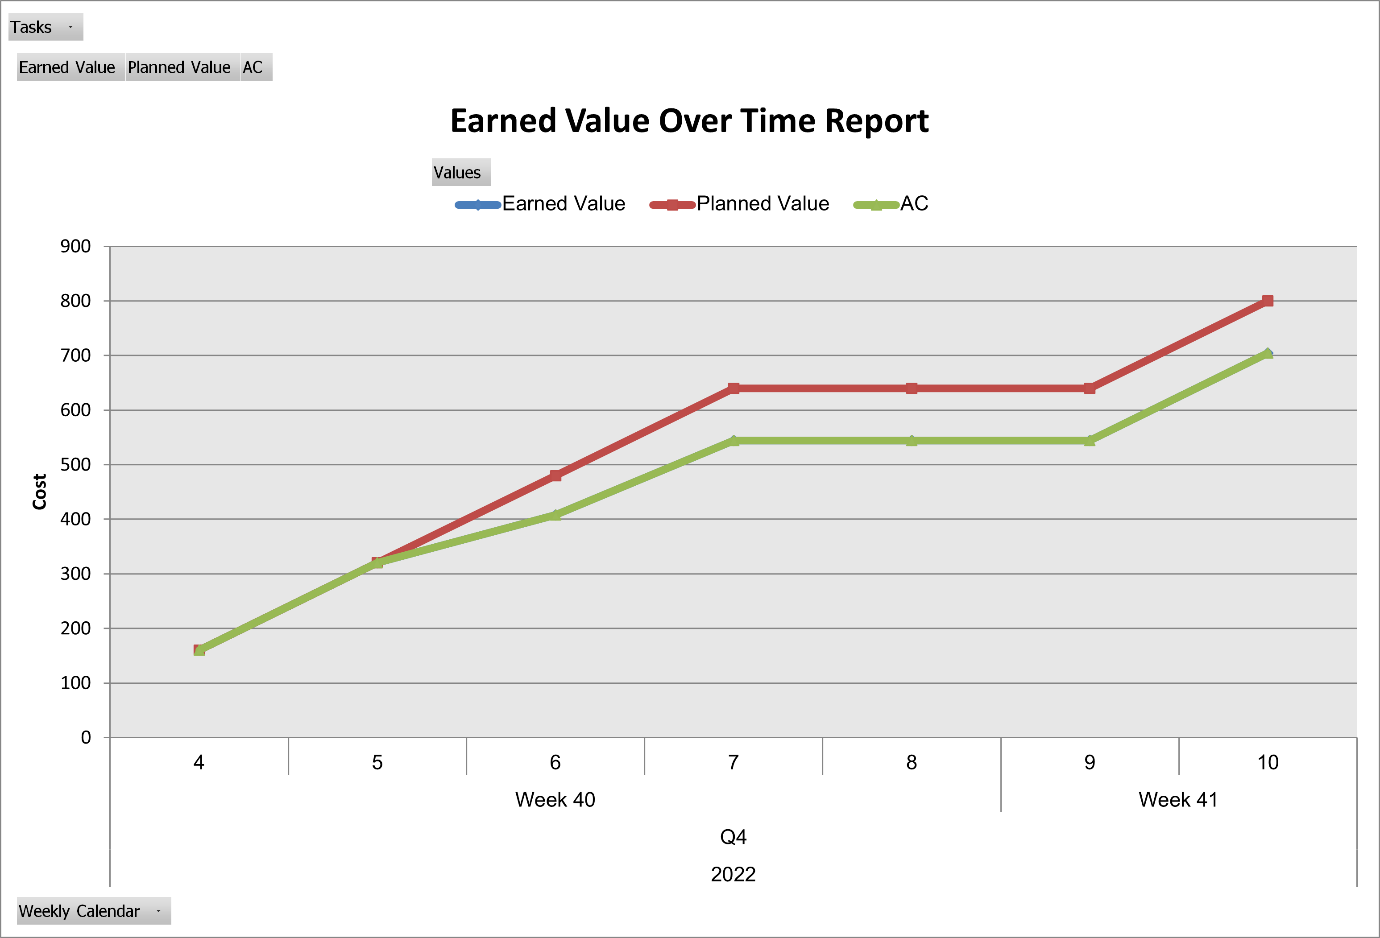 Tasks
Earned Value Planned Value AC
Earned Value Over Time Report
Values
Earned Value Planned Value AC
900
800
700
600
500
400
300
200
100
0
Cost
4 5 6 7 8 9 10
Week 40 Week 41
Q4
2022
Weekly Calendar